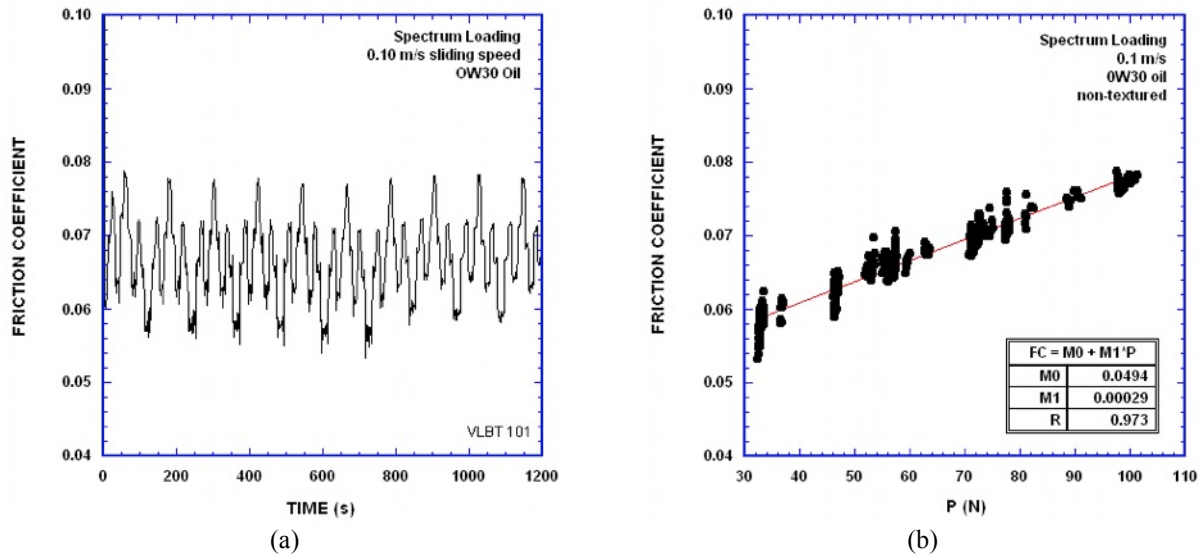 0.10
0.09
0.08
0.07
0.06
0.05
0.04
FRICTION COEFFICIENT
Spectrum Loading
0.10 m/s sliding speed
OW30 Oil
VLBT 101
0 200 400 600 800 1000 1200
TIME (s)
(a)
0.10
0.09
0.08
0.07
0.06
0.05
0.04
FRICTION COEFFICIENT
Spectrum Loading
0.1 m/s
0W30 oil
non-textured
FC = M0 + M1*P
M0 0.0494
M1 0.00029
R 0.973
30 40 50 60 70 80 90 100 110
P (N)
(b)